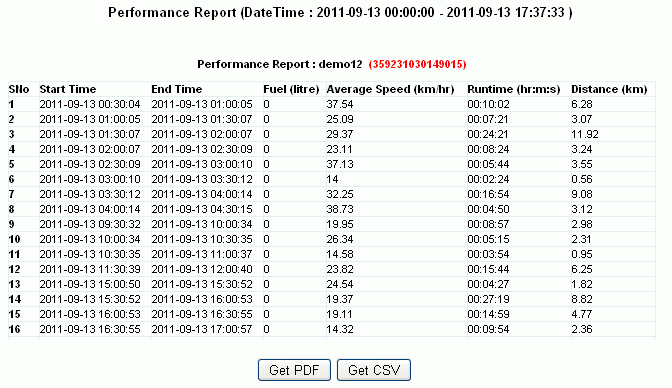 Performance Report (DateTime : 2011-09-13 00:00:00 - 2011-09-13 17:37:33 )
Performance Report : demo12 (359231030149015)
SNo Start Time End Time Fuel (litre) Average Speed (km/hr) Runtime (hr:m:s) Distance (km)
1 2011-09-13 00:30:04 2011-09-13 01:00:05 0 37.54 00:10:02 6.28
2 2011-09-13 01:00:05 2011-09-13 01:30:07 0 25.09 00:07:21 3.07
3 2011-09-13 01:30:07 2011-09-13 02:00:07 0 29.37 00:24:21 11.92
4 2011-09-13 02:00:07 2011-09-13 02:30:09 0 23.11 00:08:24 3.24
5 2011-09-13 02:30:09 2011-09-13 03:00:10 0 37.13 00:05:44 3.55
6 2011-09-13 03:00:10 2011-09-13 03:30:12 0 14 00:02:24 0.56
7 2011-09-13 03:30:12 2011-09-13 04:00:14 0 32.25 00:16:54 9.08
8 2011-09-13 04:00:14 2011-09-13 04:30:15 0 38.73 00:04:50 3.12
9 2011-09-13 09:30:32 2011-09-13 10:00:34 0 19.95 00:08:57 2.98
10 2011-09-13 10:00:34 2011-09-13 10:30:35 0 26.34 00:05:15 2.31
11 2011-09-13 10:30:35 2011-09-13 11:00:37 0 14.58 00:03:54 0.95
12 2011-09-13 11:30:39 2011-09-13 12:00:40 0 23.82 00:15:44 6.25
13 2011-09-13 15:00:50 2011-09-13 15:30:52 0 24.54 00:04:27 1.82
14 2011-09-13 15:30:52 2011-09-13 16:00:53 0 19.37 00:27:19 8.82
15 2011-09-13 16:00:53 2011-09-13 16:30:55 0 19.11 00:14:59 4.77
16 2011-09-13 16:30:55 2011-09-13 17:00:57 0 14.32 00:09:54 2.36
Get PDF Get CSV